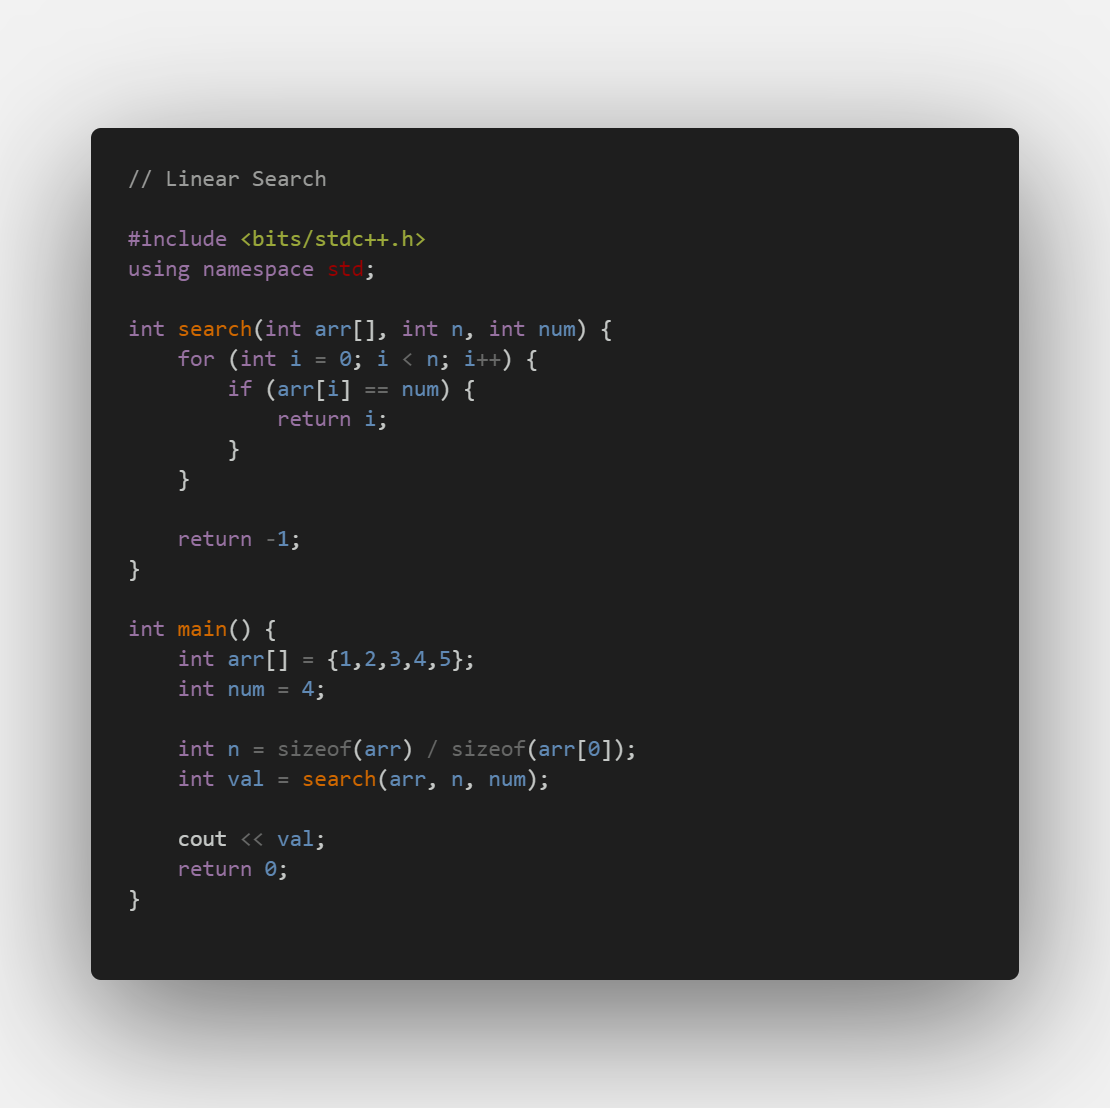 // Linear Search

#include <bits/stdc++.h>
using namespace std;

int search(int arr[], int n, int num) {
    for (int i = 0; i < n; i++) {
        if (arr[i] == num) {
            return i;
        }
    }

    return -1;
}

int main() {
    int arr[] = {1,2,3,4,5};
    int num = 4;

    int n = sizeof(arr) / sizeof(arr[0]);
    int val = search(arr, n, num);

    cout << val;
    return 0;
}